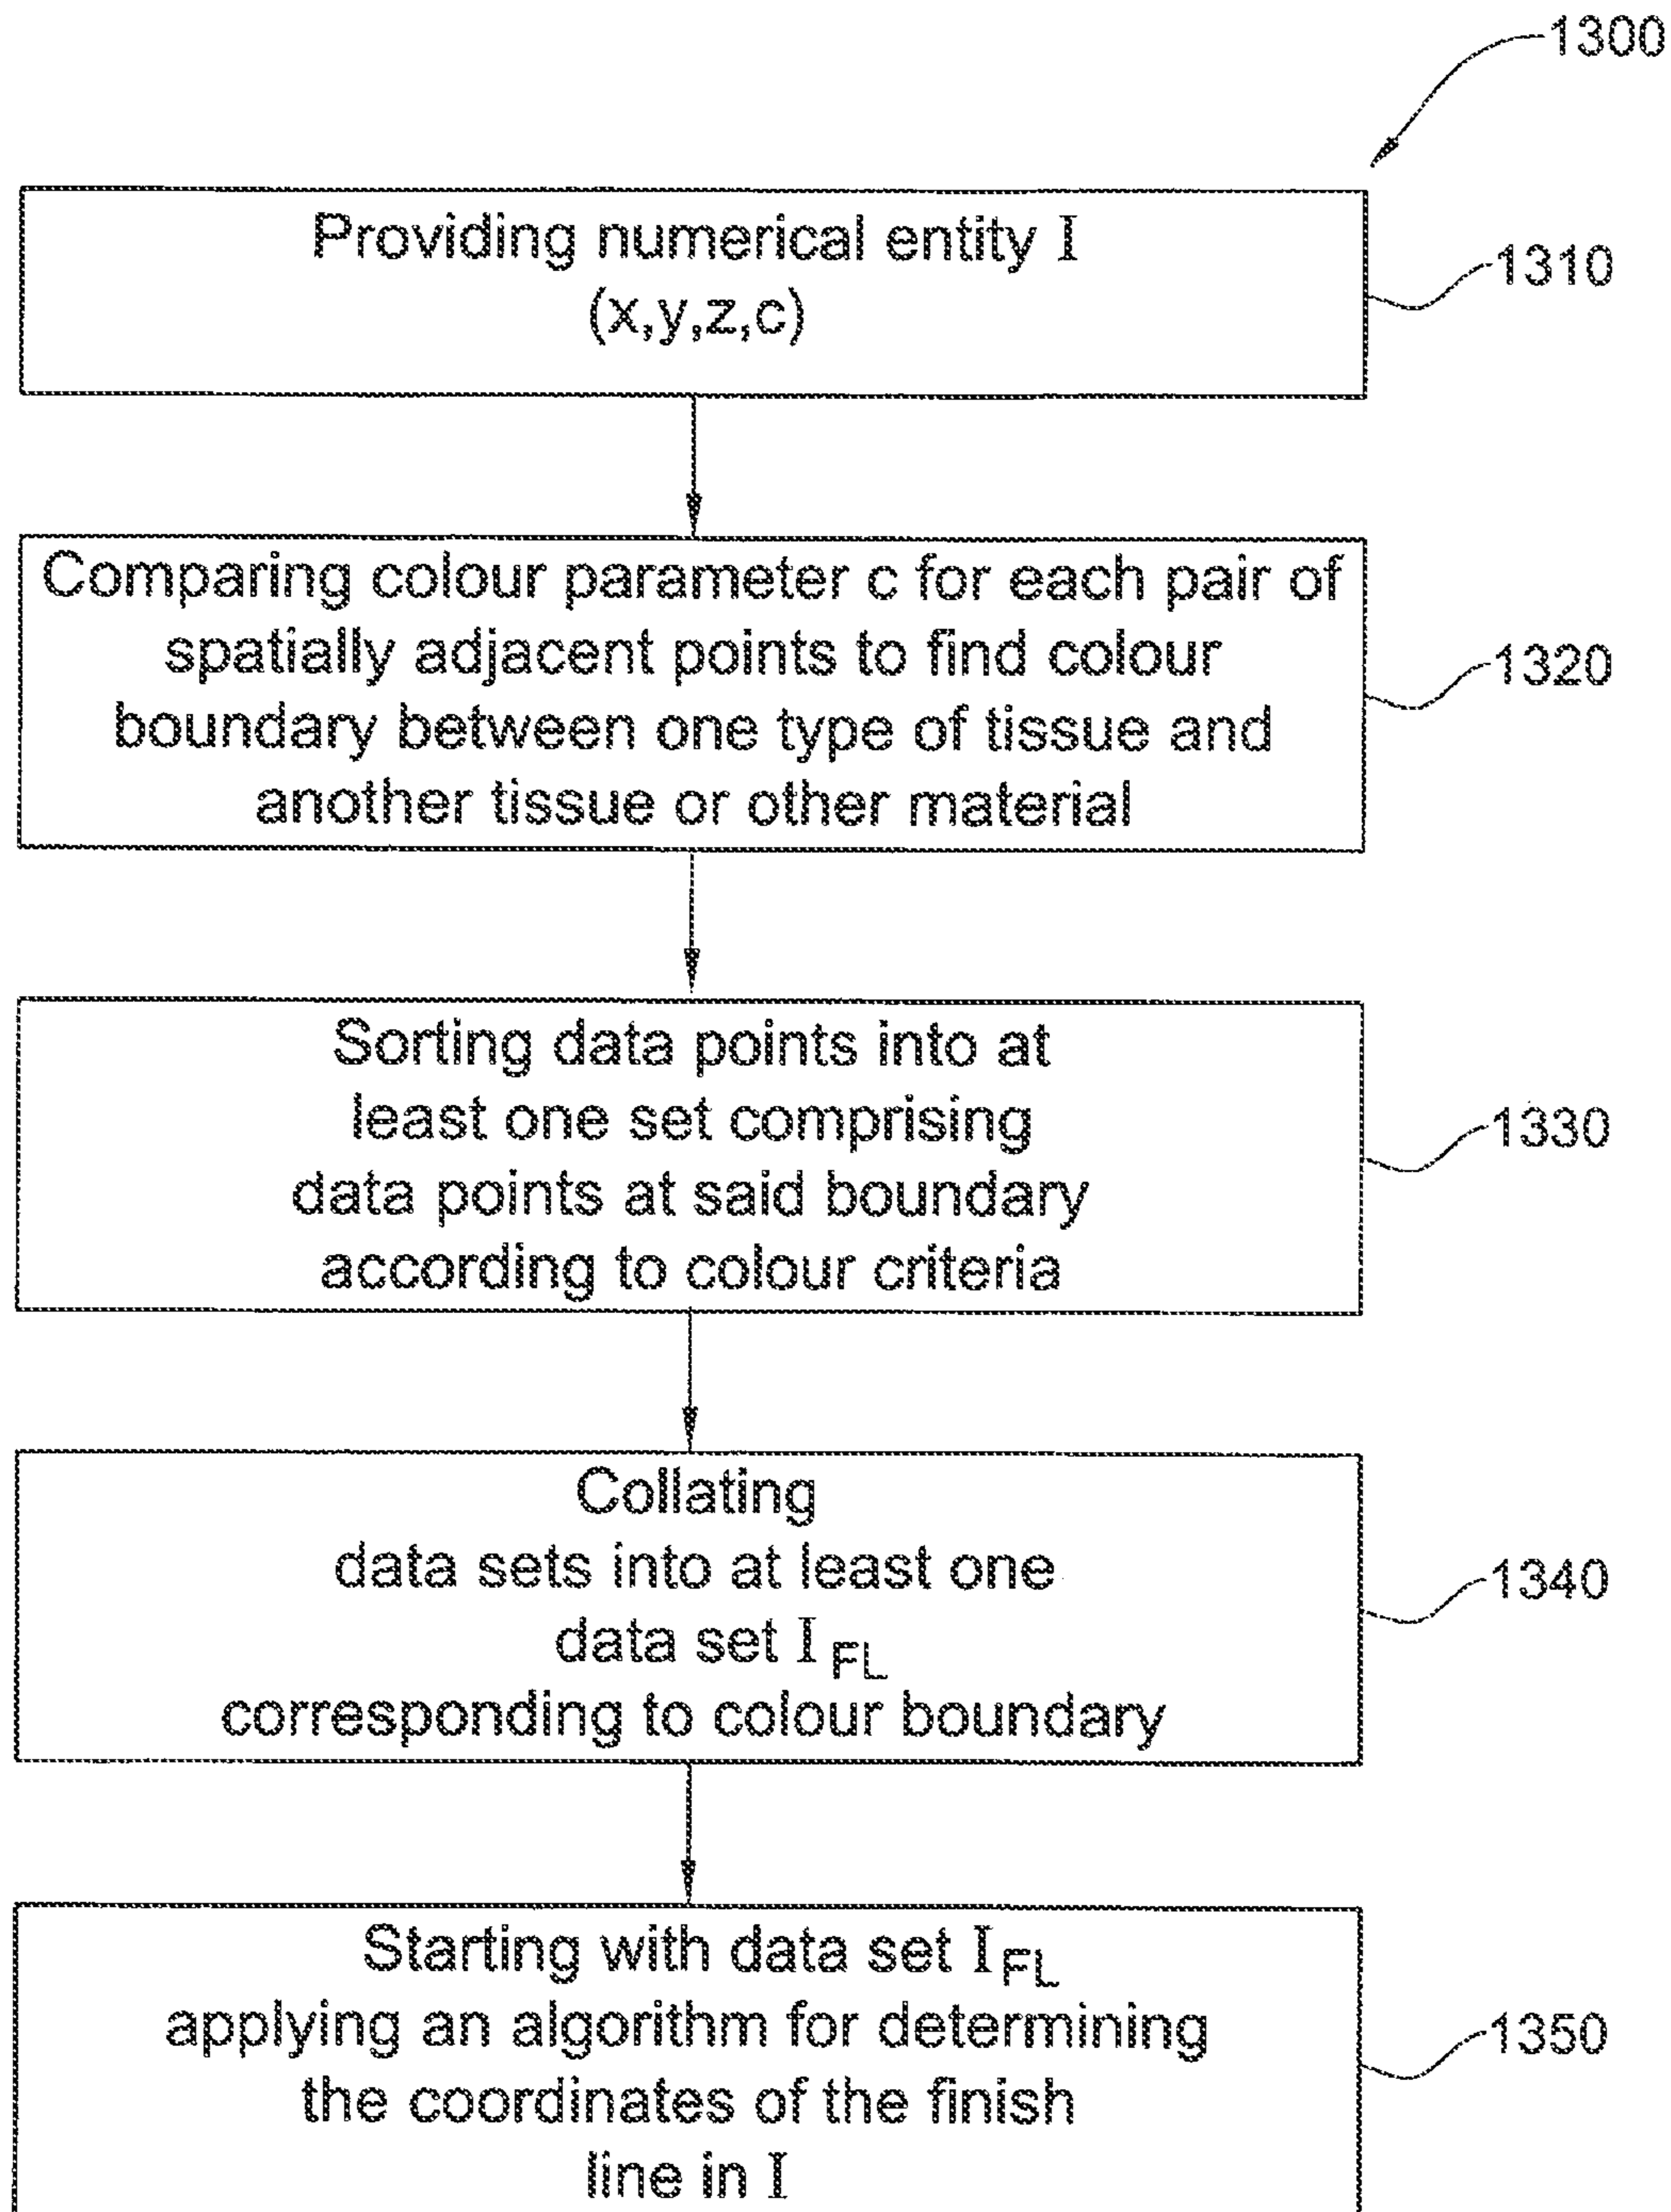 1300
Providing numerical entity I
(x,y,z,c)
1310
Comparing colour parameter c for each pair of
spatially adjacent points to find colour
boundary between one type of tissue and
another tissue or other material
1320
Sorting data points into at
least one set comprising
data points at said boundary
according to colour criteria
1330
Collating
data sets into at least one
data set I FL
corresponding to colour boundary
1340
Starting with data set I FL
applying an algorithm for determining
the coordinates of the finish
line in I
1350